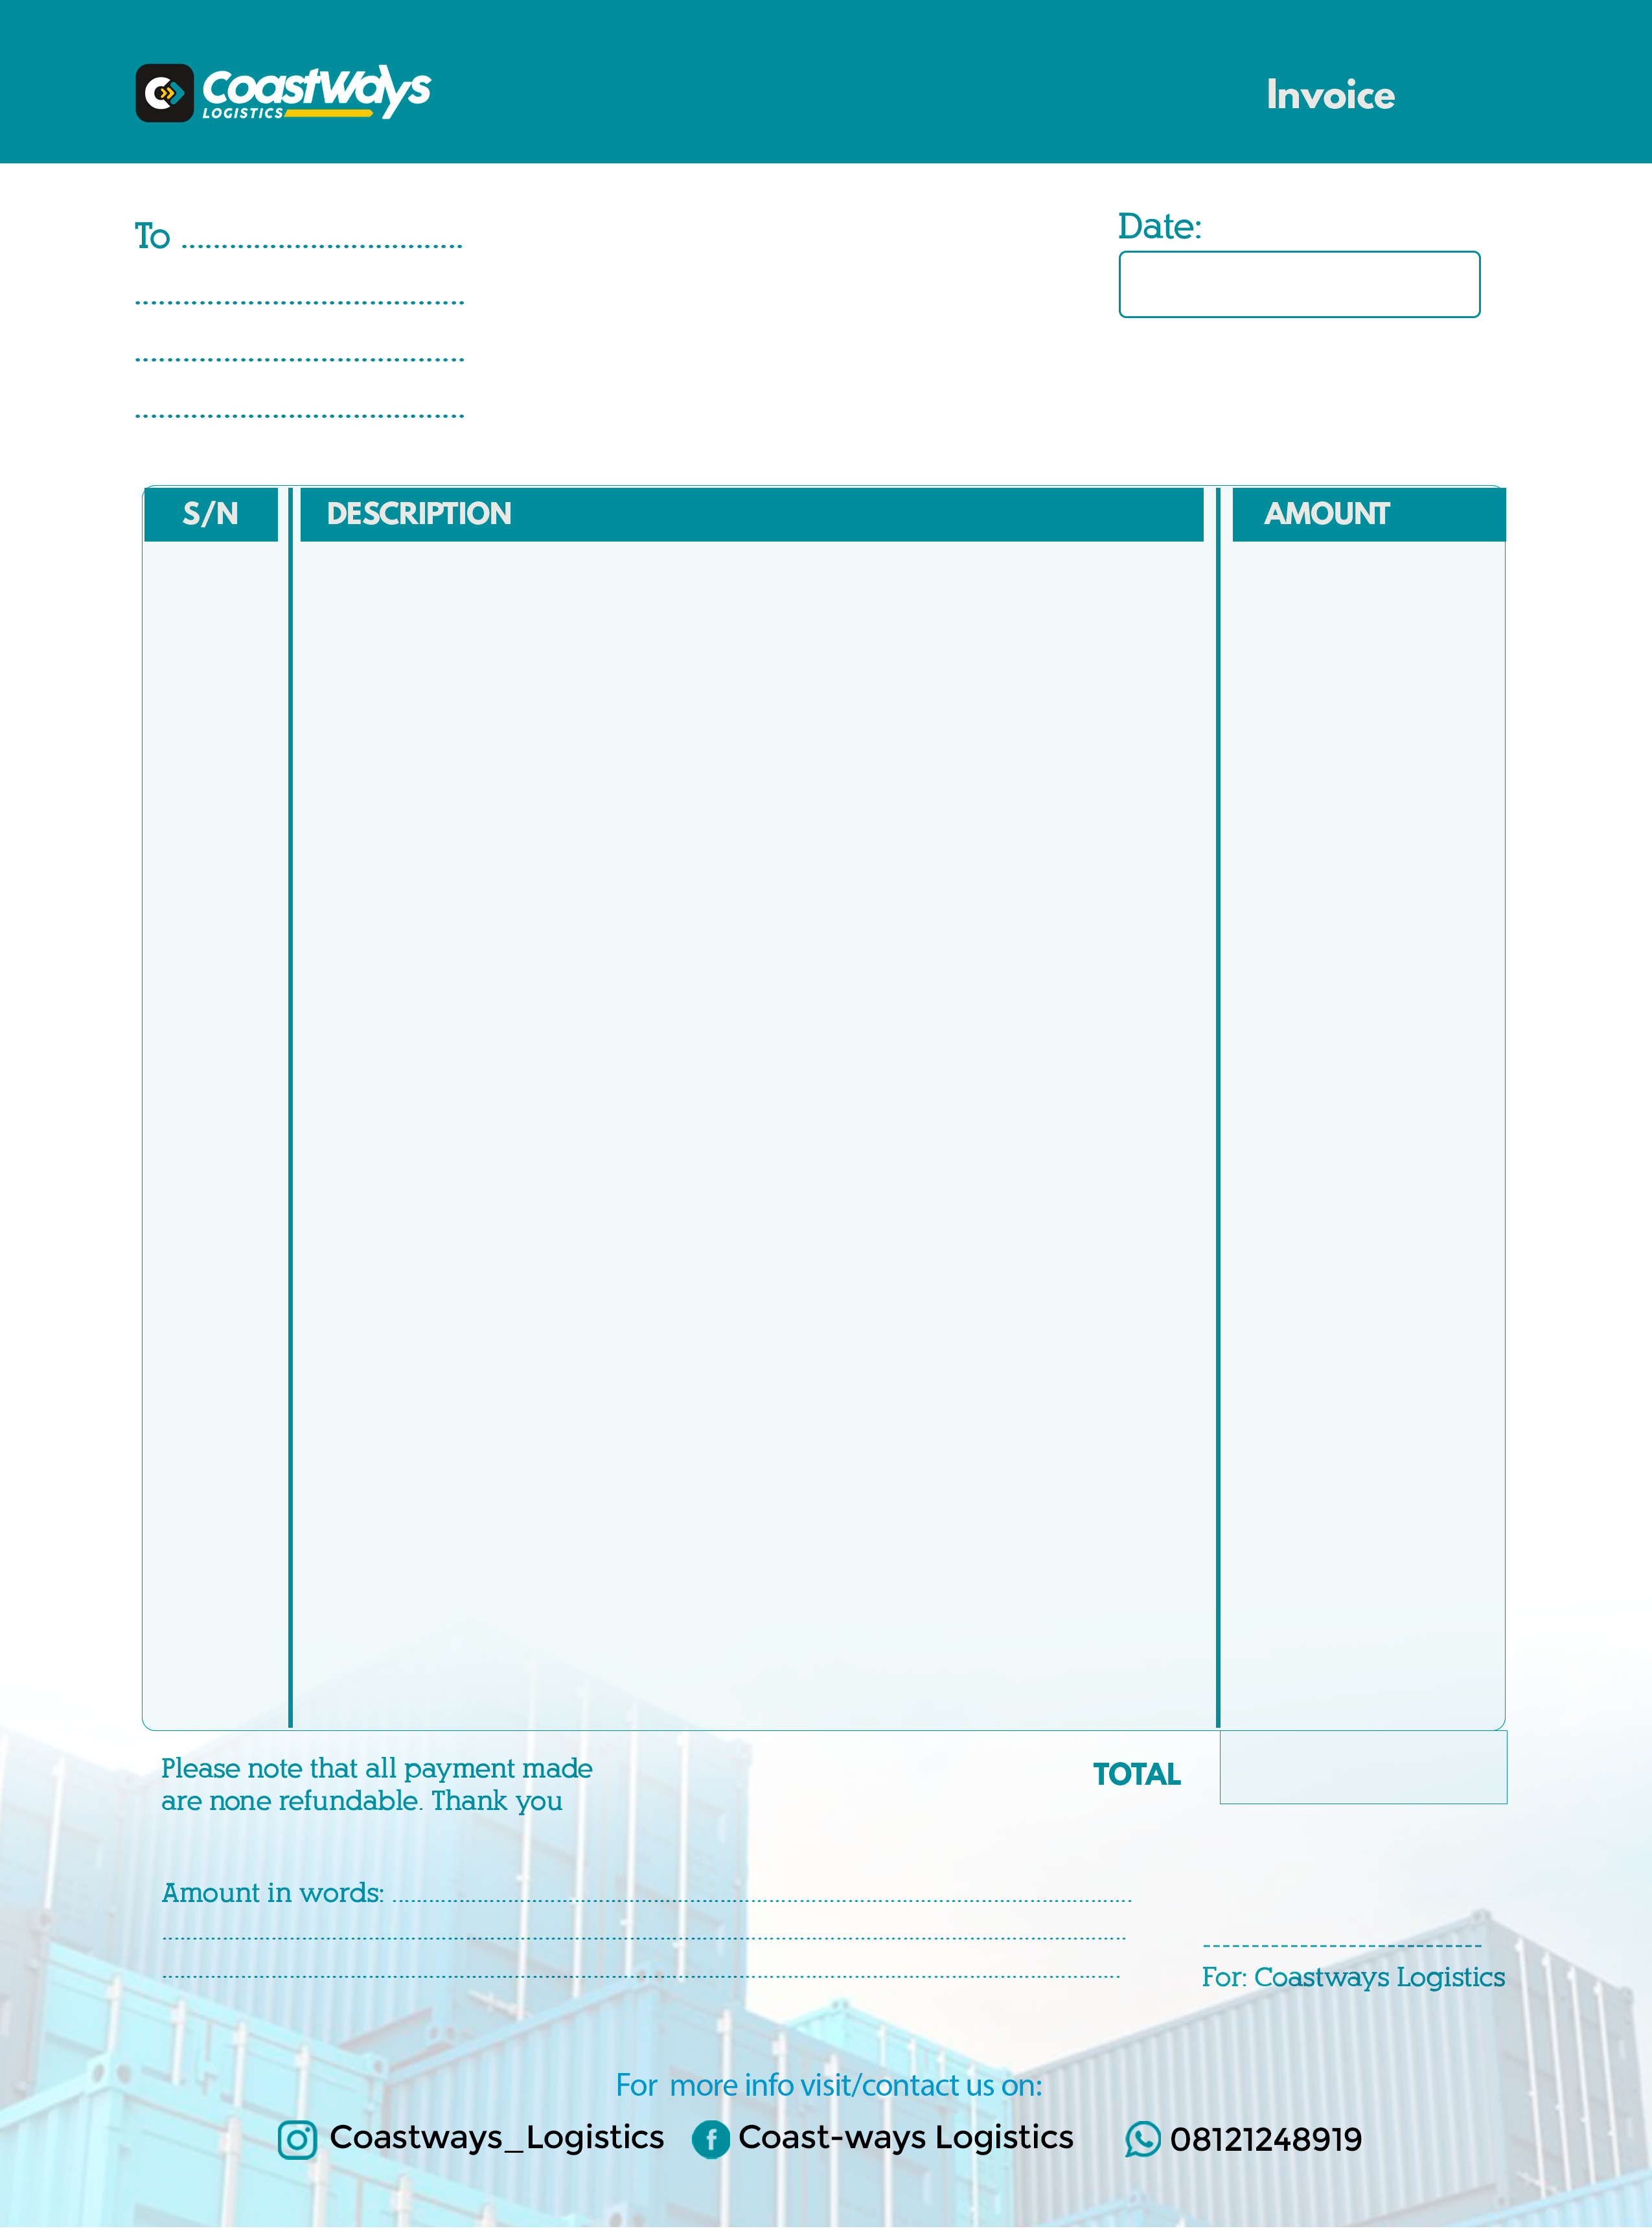 CoastWays
LOGISTICS
Invoice
To ...................................
Date:
.........................................
.........................................
.........................................
S/N DESCRIPTION AMOUNT
Please note that all payment made
are none refundable. Thank you
TOTAL
Amount in words: ................................................................
................................................................................
................................................................................
-----------------------------
For: Coastways Logistics
For more info visit/contact us on:
Coastways_Logistics Coast-ways Logistics 08121248919